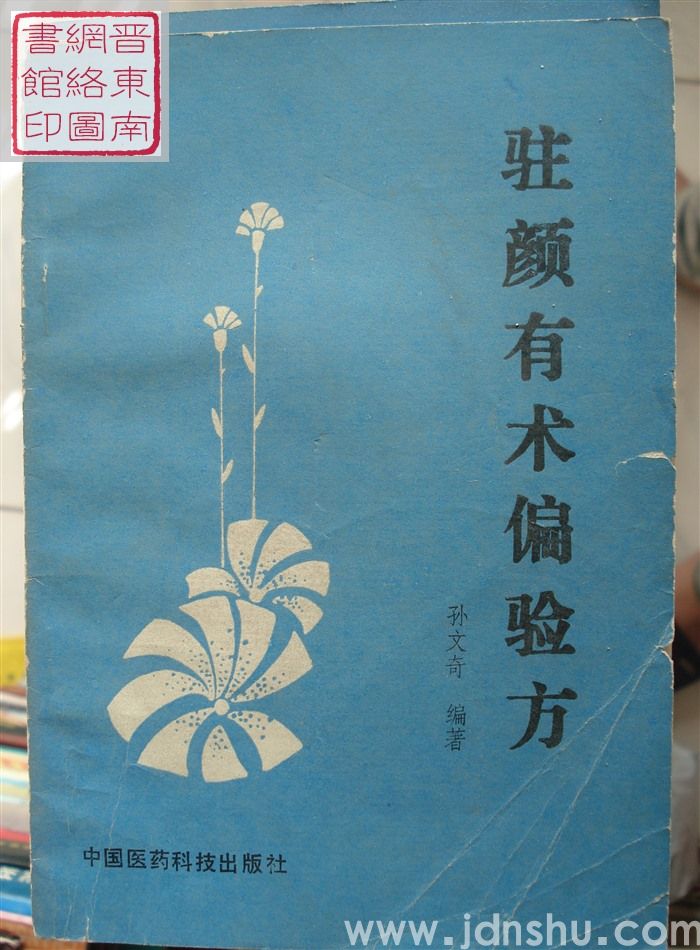 晋東南
網絡圖
書館印
驻颜有术偏验方
孙文奇 编著
中国医药科技出版社
www.jdnshu.com